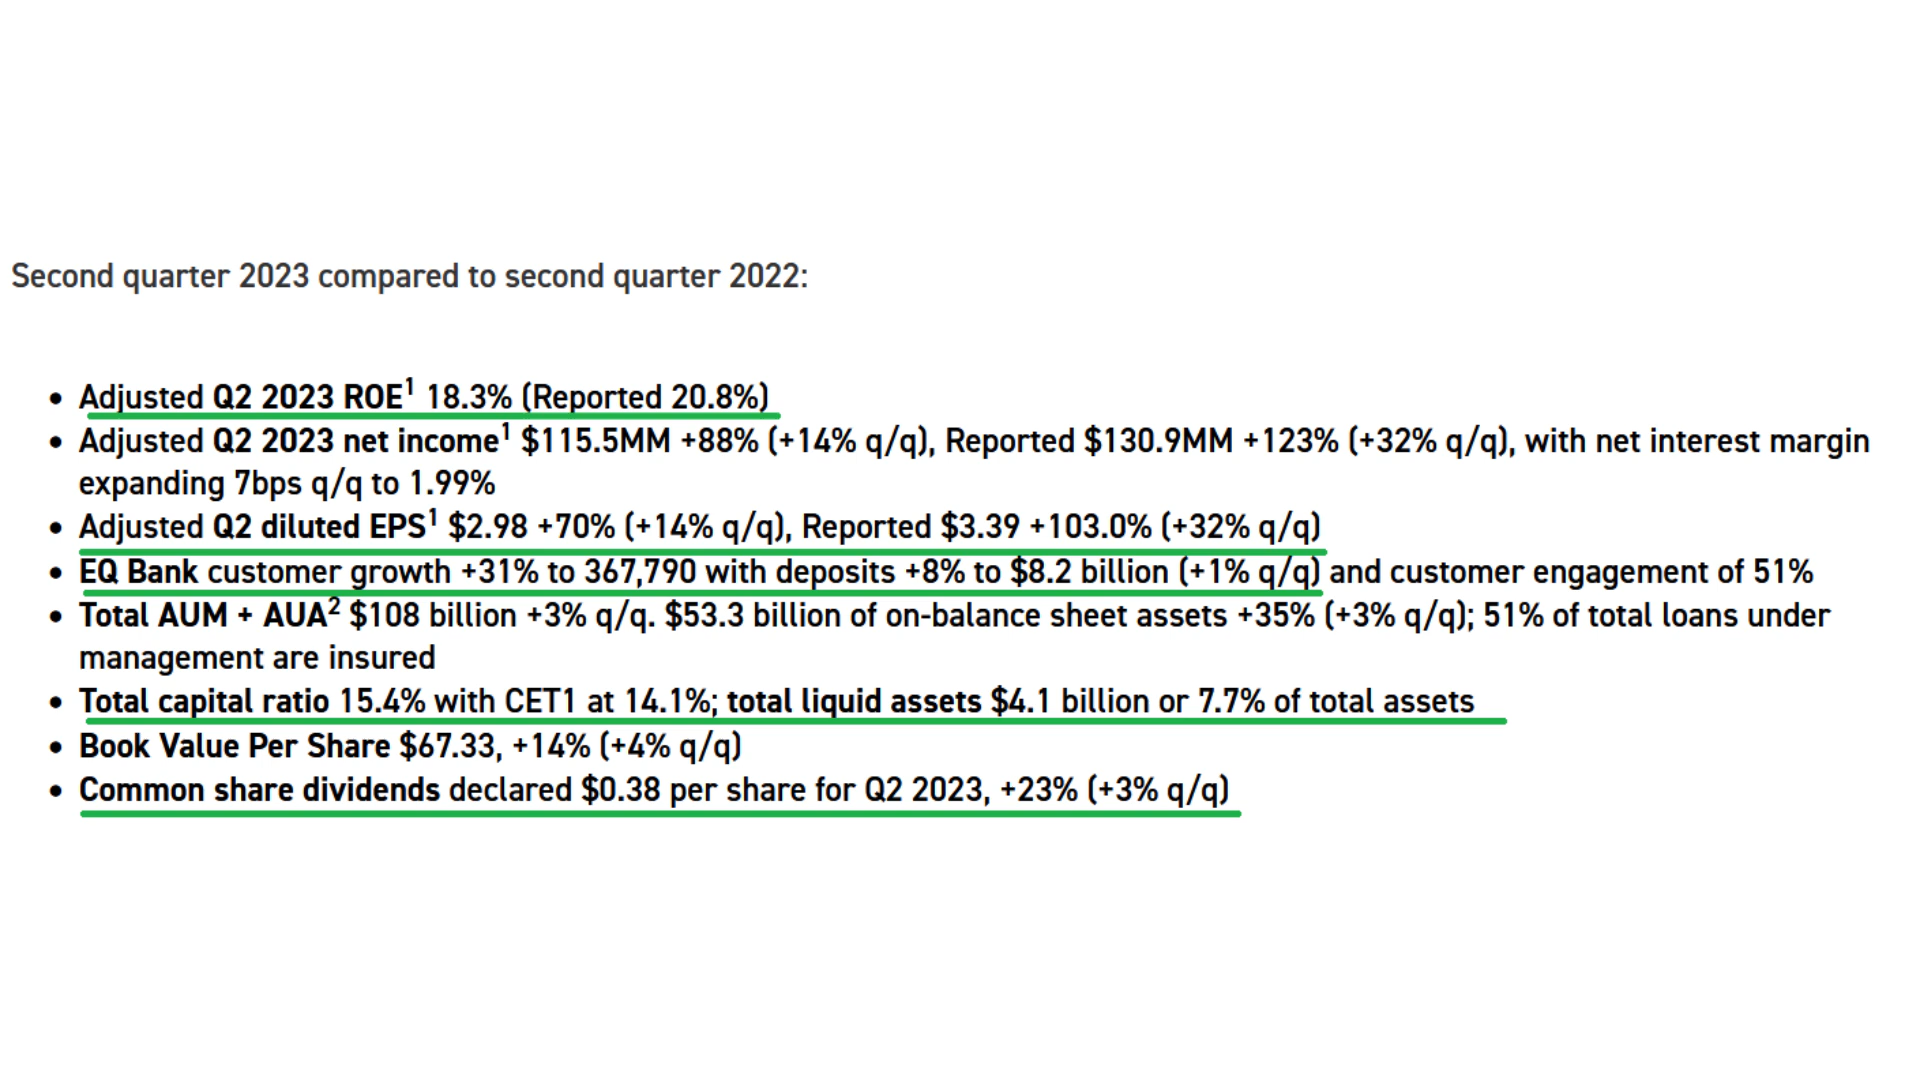 Second quarter 2023 compared to second quarter 2022:
• Adjusted Q2 2023 ROE¹ 18.3% (Reported 20.8%)
• Adjusted Q2 2023 net income¹ $115.5MM +88% (+14% q/q), Reported $130.9MM +123% (+32% q/q), with net interest margin
expanding 7bps q/q to 1.99%
• Adjusted Q2 diluted EPS¹ $2.98 +70% (+14% q/q), Reported $3.39 +103.0% (+32% q/q)
• EQ Bank customer growth +31% to 367,790 with deposits +8% to $8.2 billion (+1% q/q) and customer engagement of 51%
• Total AUM + AUA² $108 billion +3% q/q. $53.3 billion of on-balance sheet assets +35% (+3% q/q); 51% of total loans under
management are insured
• Total capital ratio 15.4% with CET1 at 14.1%; total liquid assets $4.1 billion or 7.7% of total assets
• Book Value Per Share $67.33, +14% (+4% q/q)
• Common share dividends declared $0.38 per share for Q2 2023, +23% (+3% q/q)